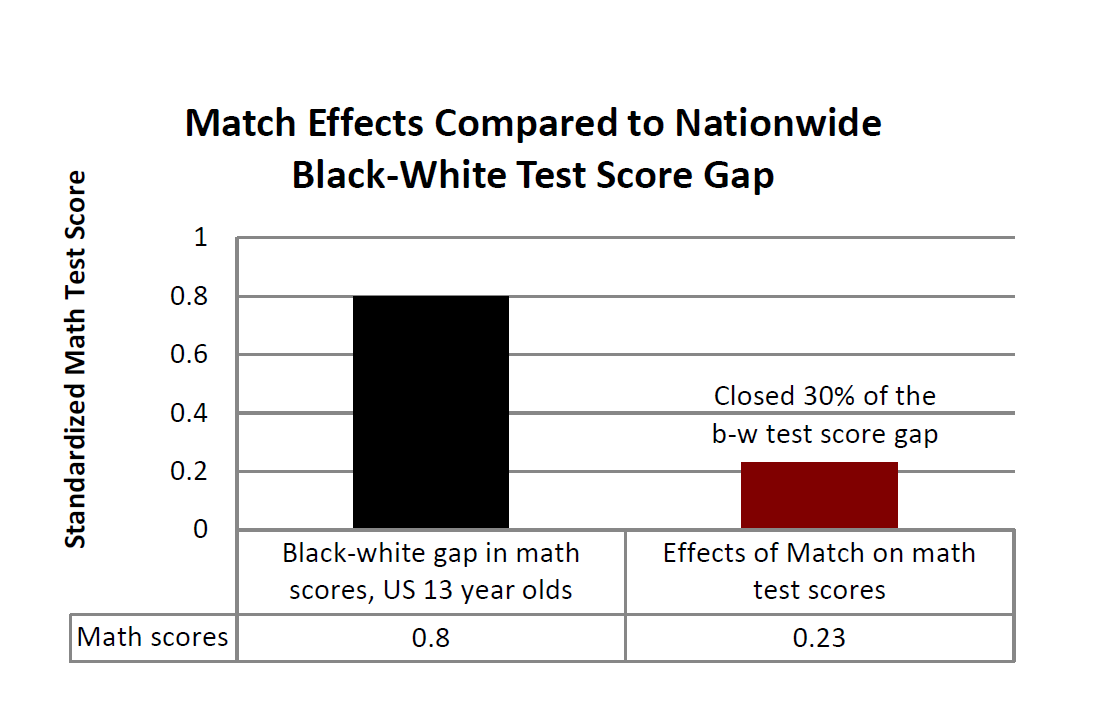 Match Effects Compared to Nationwide
Black-White Test Score Gap
Standardized Math Test Score
1
0.8
0.6
0.4
0.2
0
Closed 30% of the
b-w test score gap
Black-white gap in math
scores, US 13 year olds
Effects of Match on math
test scores
Math scores
0.8
0.23